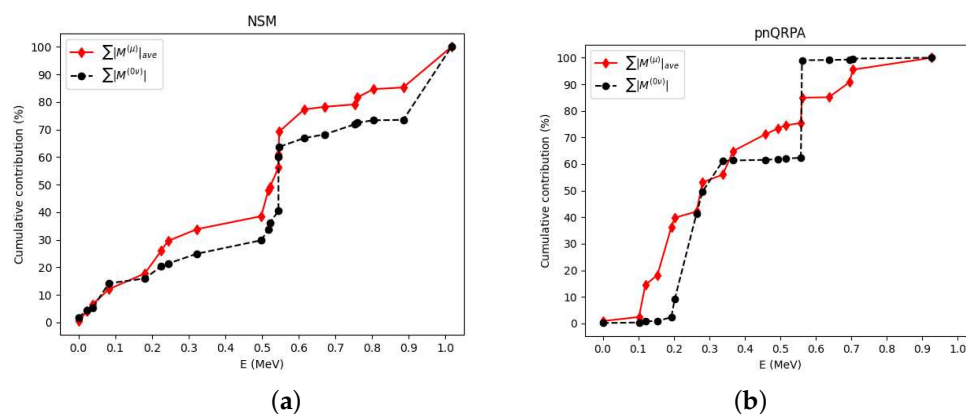 NSM
∑|M^(μ)|_ave
∑|M^(0ν)|
Cumulative contribution (%)
100
90
80
70
60
50
40
30
20
10
0
0.0 0.1 0.2 0.3 0.4 0.5 0.6 0.7 0.8 0.9 1.0
E (MeV)
(a)
pnQRPA
∑|M^(μ)|_ave
∑|M^(0ν)|
Cumulative contribution (%)
100
90
80
70
60
50
40
30
20
10
0
0.0 0.1 0.2 0.3 0.4 0.5 0.6 0.7 0.8 0.9 1.0
E (MeV)
(b)